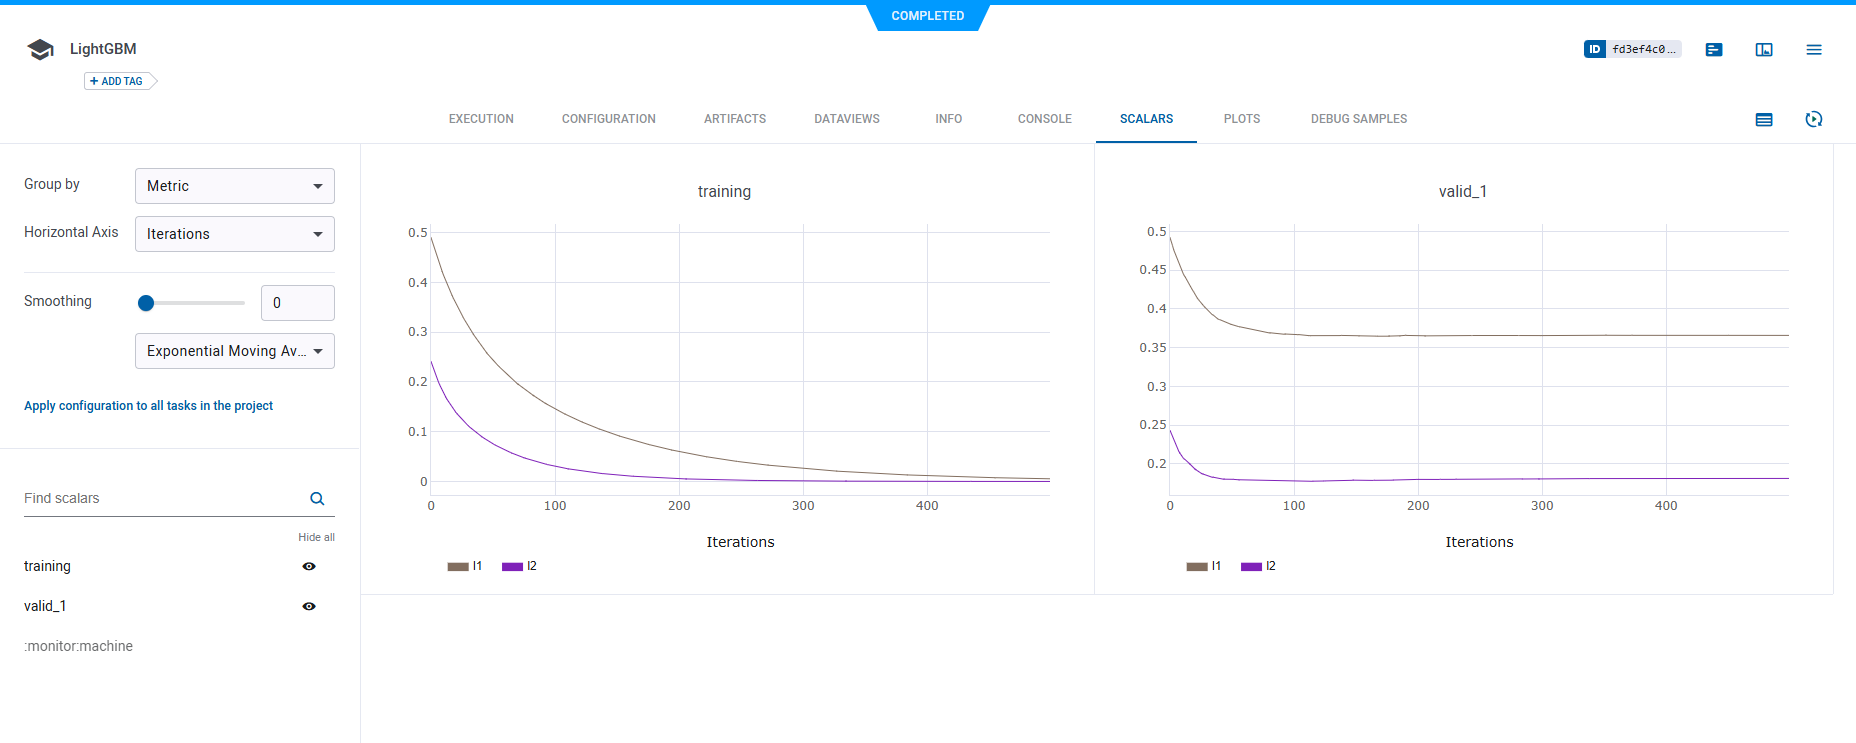 COMPLETED
LightGBM
ID fd3ef4c0...
+ ADD TAG
EXECUTION CONFIGURATION ARTIFACTS DATAVIEWS INFO CONSOLE SCALARS PLOTS DEBUG SAMPLES
Group by Metric
Horizontal Axis Iterations
Smoothing 0
Exponential Moving Av...
Apply configuration to all tasks in the project
Find scalars
Hide all
training
valid_1
:monitor:machine
training
0.5
0.4
0.3
0.2
0.1
0
0 100 200 300 400
Iterations
l1 l2
valid_1
0.5
0.45
0.4
0.35
0.3
0.25
0.2
0 100 200 300 400
Iterations
l1 l2